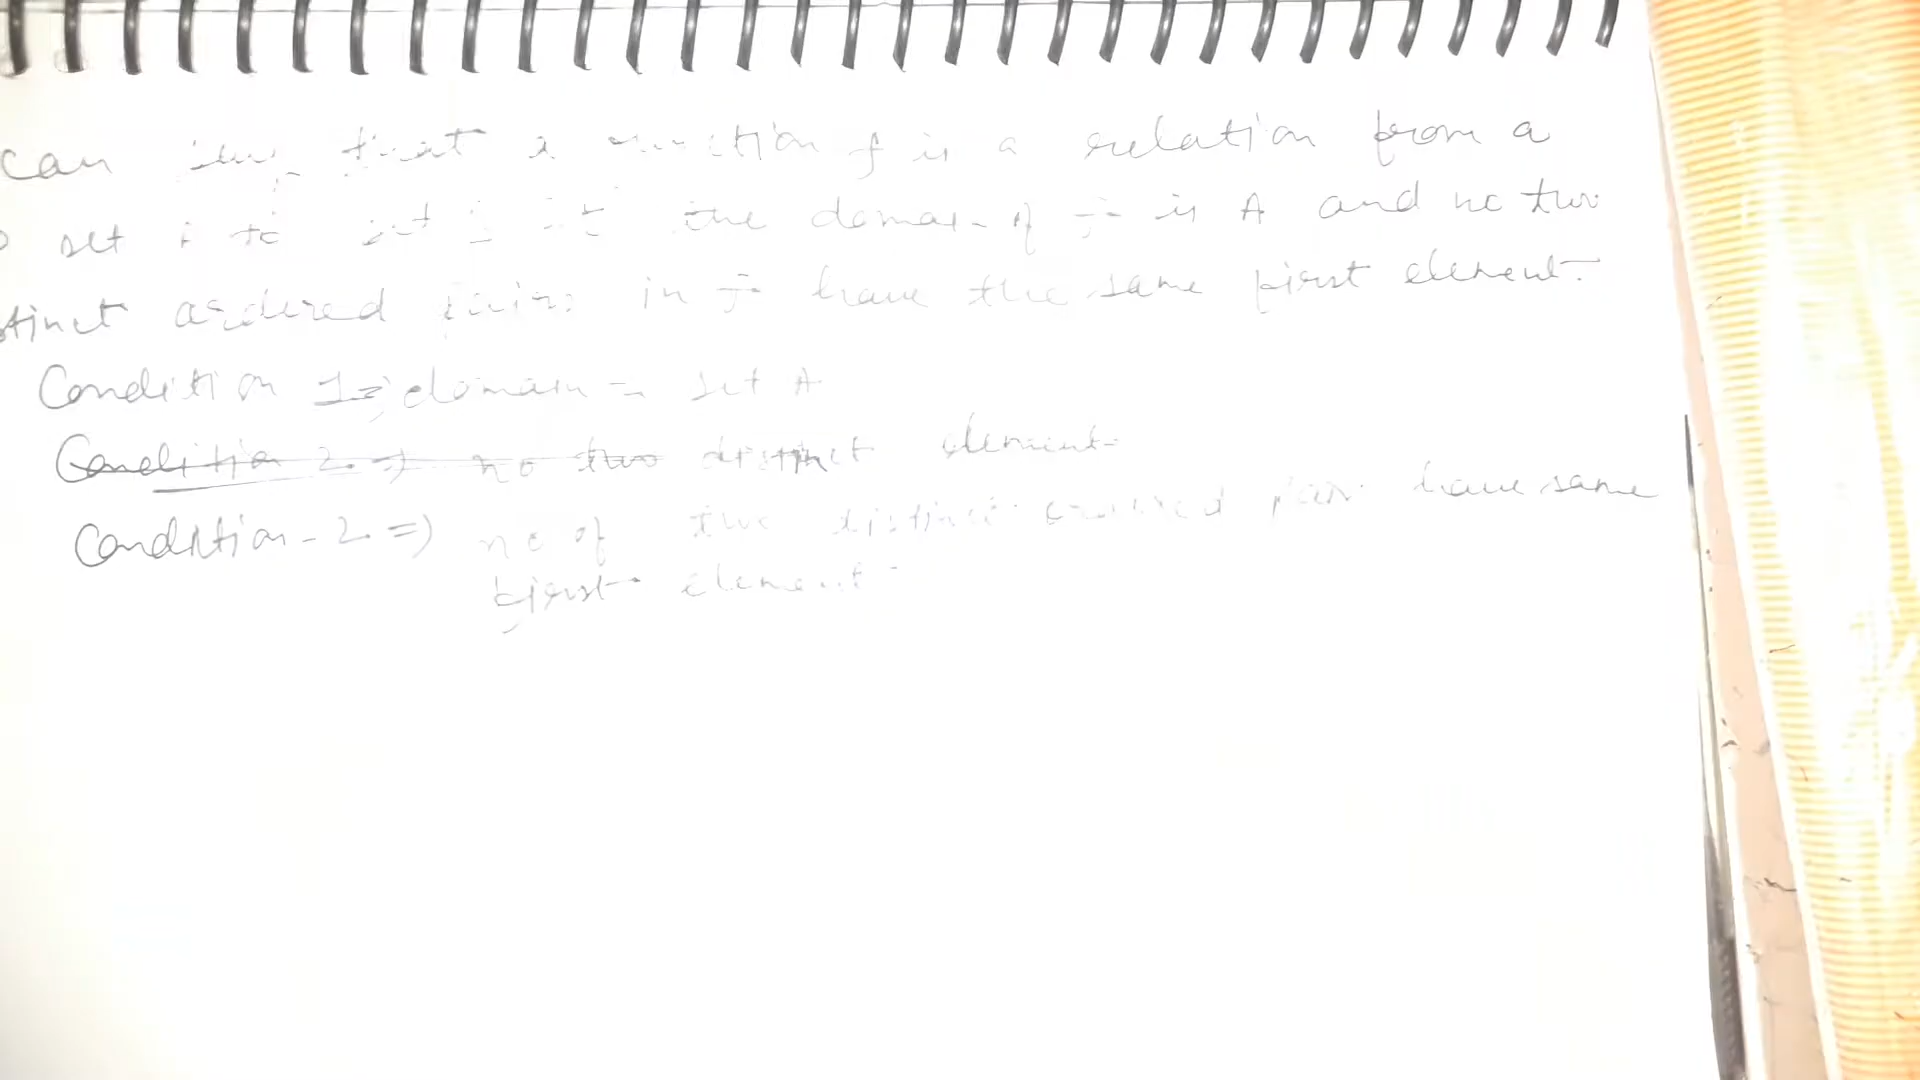 can say that a function f is a relation from a
set A to set B if the domain of f is A and no two
stinct ordered pairs in f have the same first element.
Condition 1 ⇒ domain = set A
Condition 2 ⇒ no two distinct element
Condition - 2 ⇒) no of two distinct ordered pair have same
first element